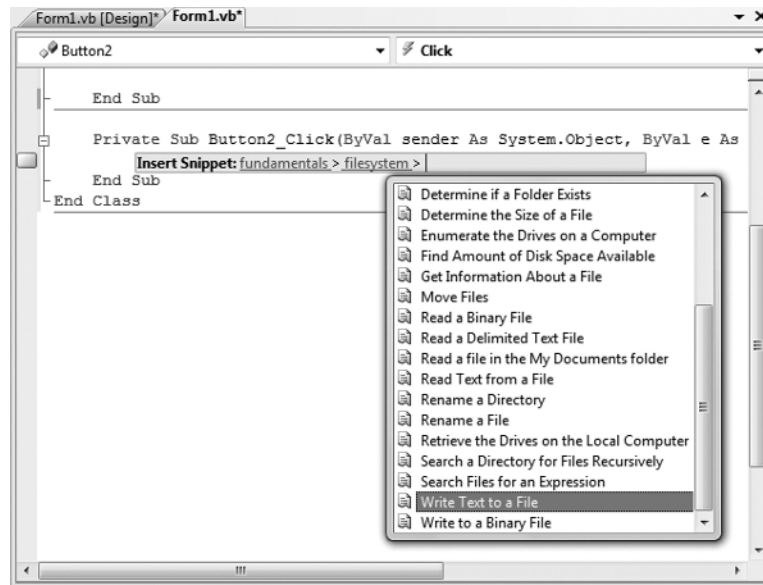 Form1.vb [Design]* Form1.vb*
Button2 Click
End Sub
Private Sub Button2_Click(ByVal sender As System.Object, ByVal e As
Insert Snippet: fundamentals > filesystem >
End Sub
End Class
Determine if a Folder Exists
Determine the Size of a File
Enumerate the Drives on a Computer
Find Amount of Disk Space Available
Get Information About a File
Move Files
Read a Binary File
Read a Delimited Text File
Read a file in the My Documents folder
Read Text from a File
Rename a Directory
Rename a File
Retrieve the Drives on the Local Computer
Search a Directory for Files Recursively
Search Files for an Expression
Write Text to a File
Write to a Binary File